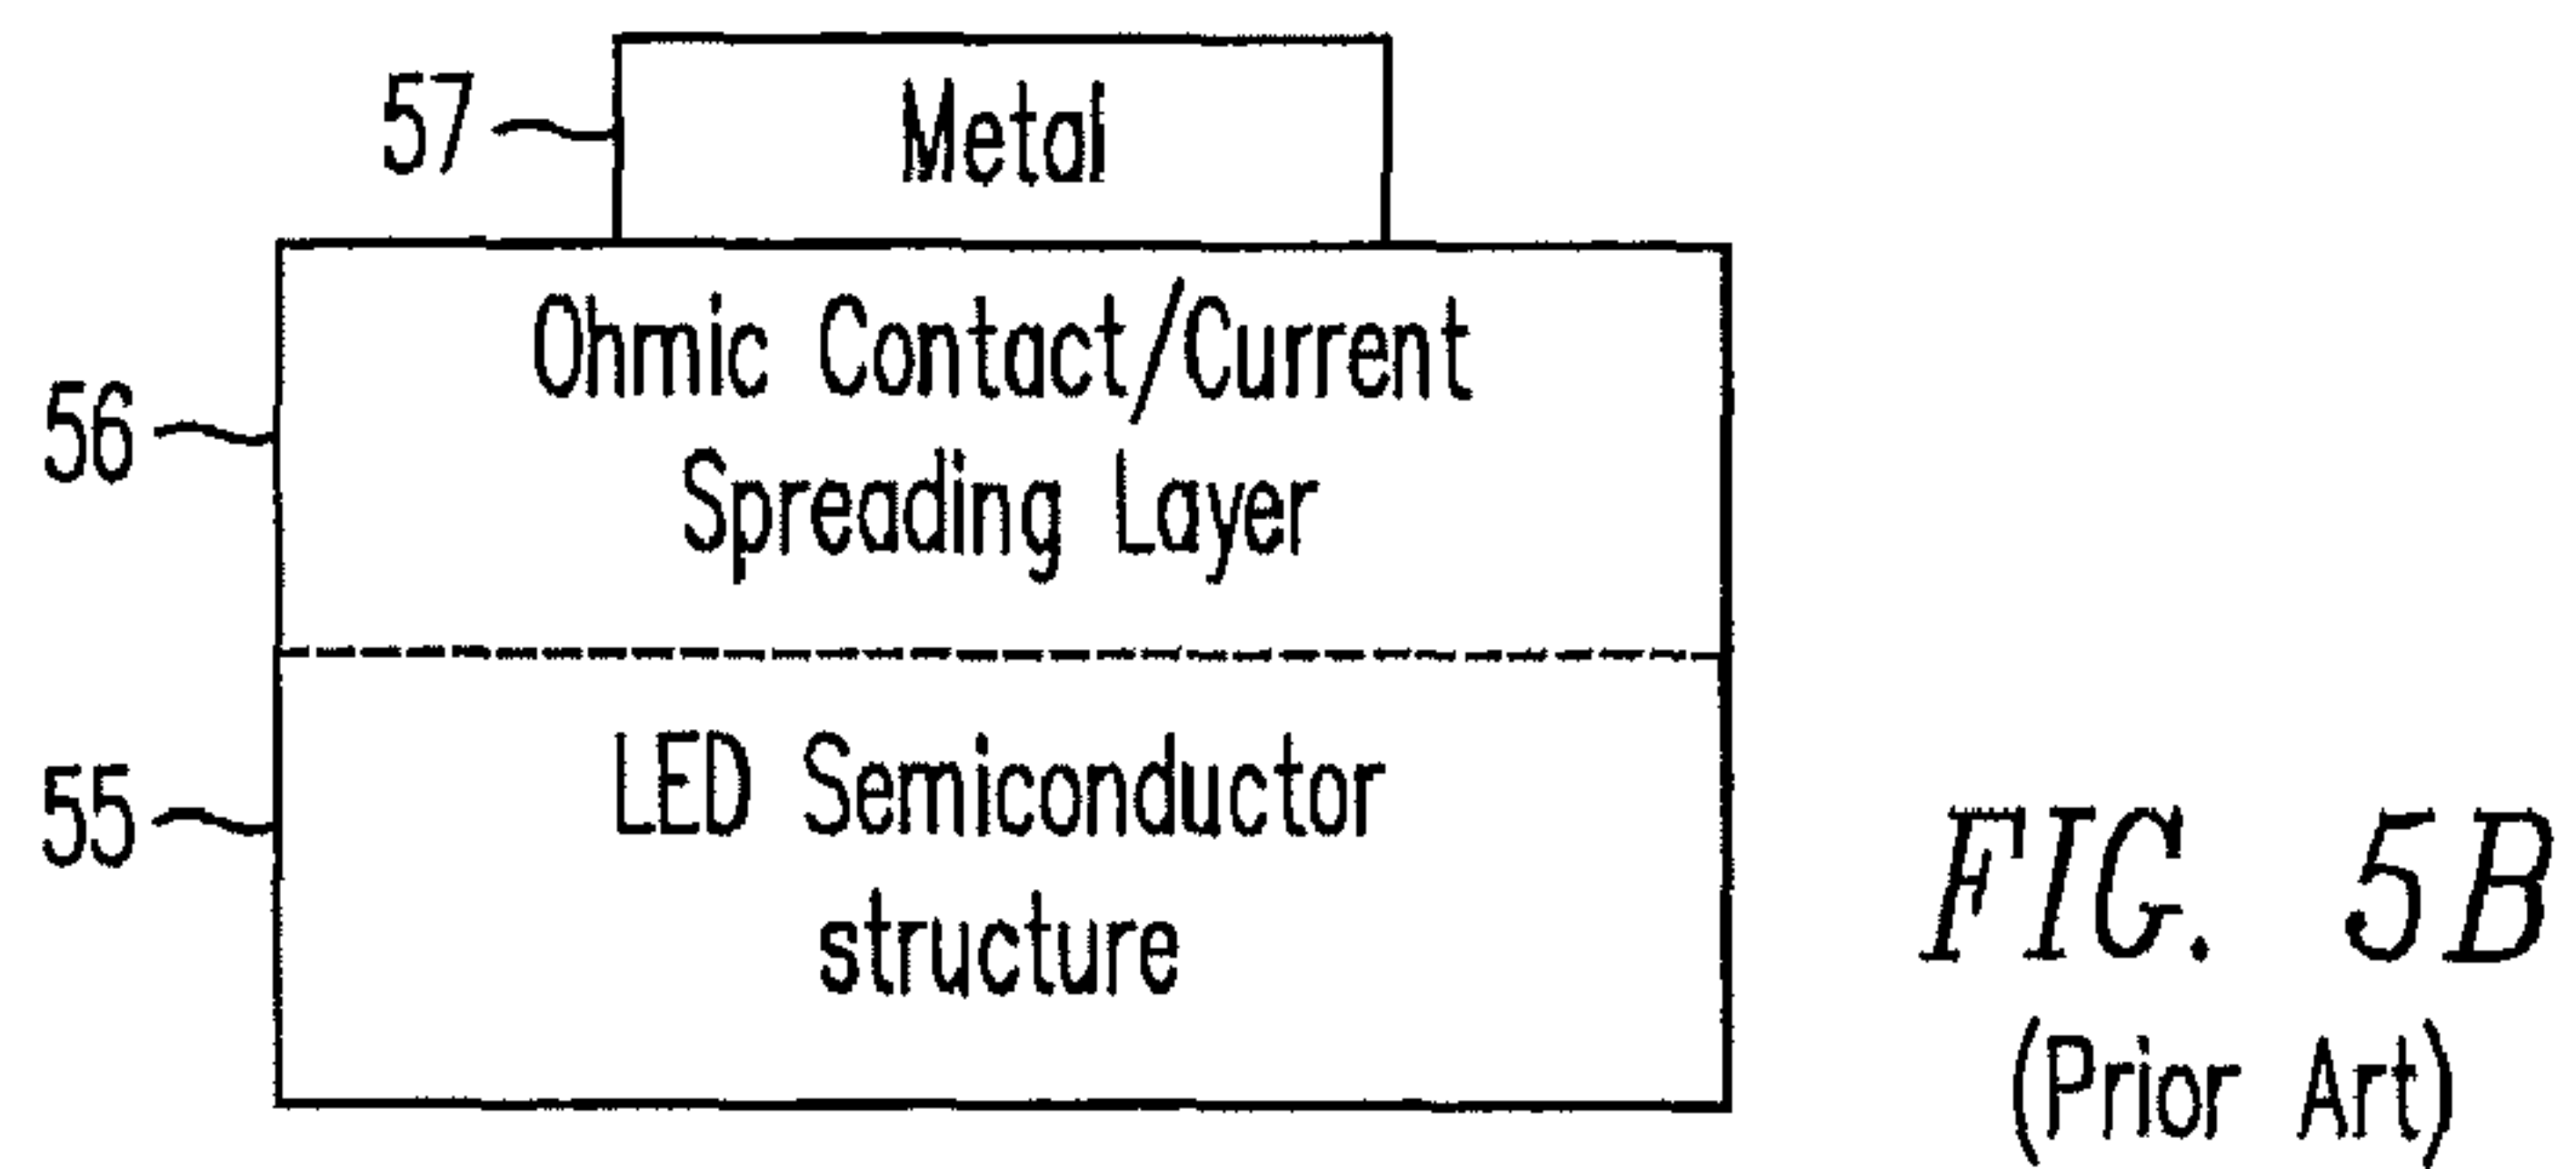 57
Metal
Ohmic Contact/Current
56
Spreading Layer
LED Semiconductor
55
structure
FIG. 5B
(Prior Art)